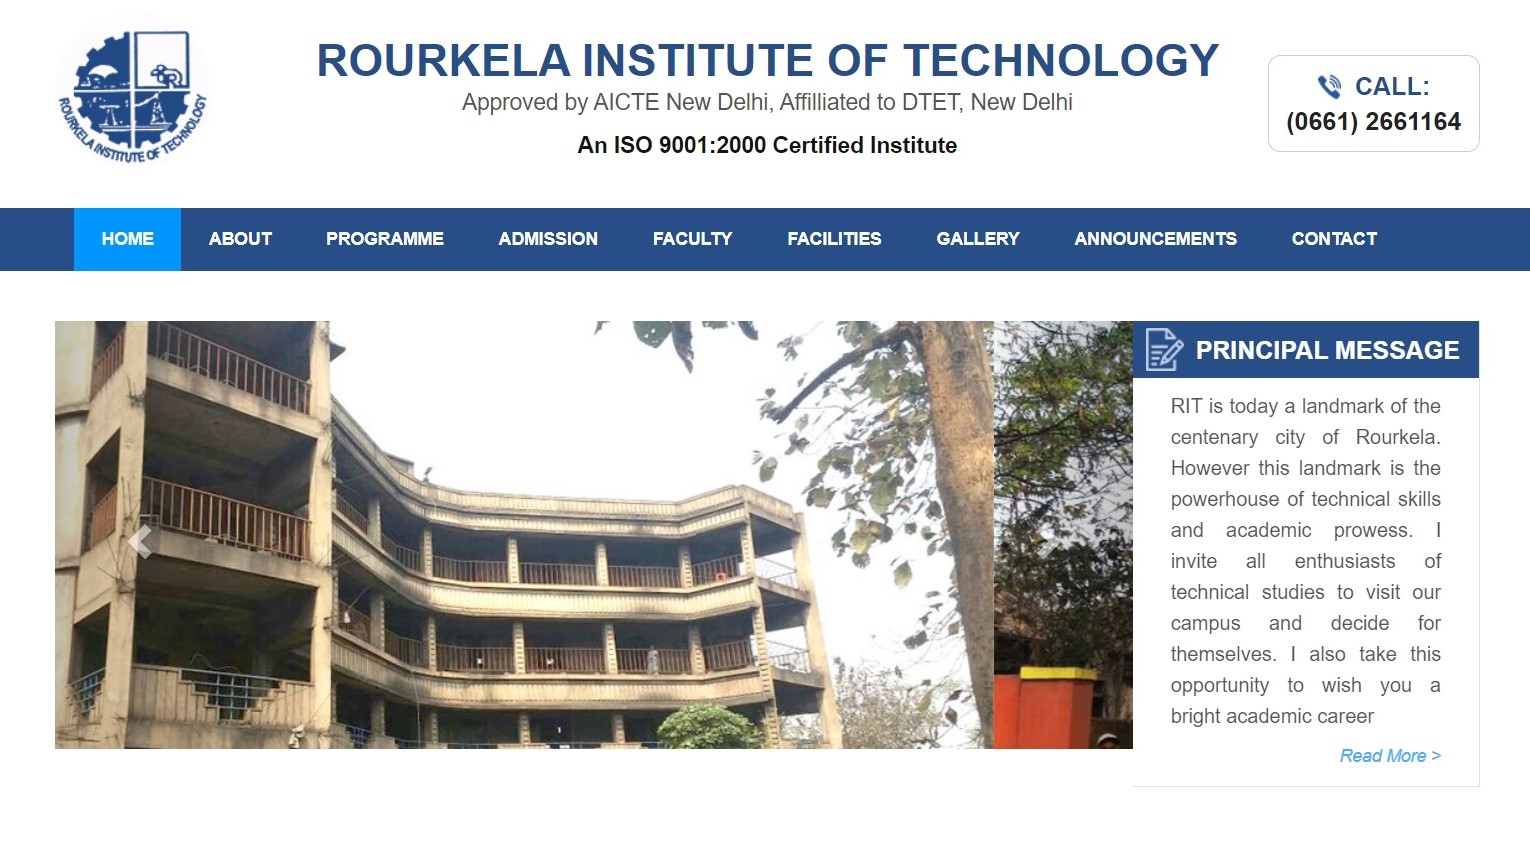 ROURKELA INSTITUTE OF TECHNOLOGY
ROURKELA INSTITUTE OF TECHNOLOGY
Approved by AICTE New Delhi, Affilliated to DTET, New Delhi
An ISO 9001:2000 Certified Institute
CALL:
(0661) 2661164
HOME ABOUT PROGRAMME ADMISSION FACULTY FACILITIES GALLERY ANNOUNCEMENTS CONTACT
PRINCIPAL MESSAGE
RIT is today a landmark of the
centenary city of Rourkela.
However this landmark is the
powerhouse of technical skills
and academic prowess. I
invite all enthusiasts of
technical studies to visit our
campus and decide for
themselves. I also take this
opportunity to wish you a
bright academic career
Read More >